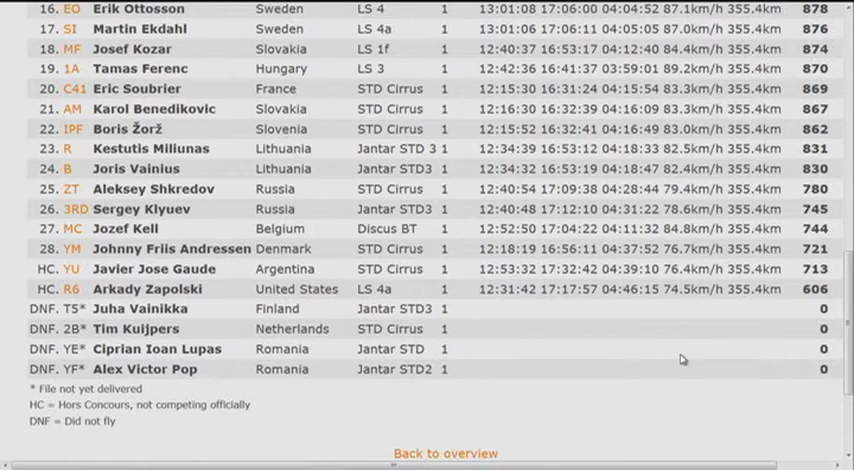 16. EO Erik Ottosson Sweden LS 4 1 13:01:08 17:06:00 04:04:52 87.1km/h 355.4km 878
17. SI Martin Ekdahl Sweden LS 4a 1 13:01:06 17:06:11 04:05:05 87.0km/h 355.4km 876
18. MF Josef Kozar Slovakia LS 1f 1 12:40:37 16:53:17 04:12:40 84.4km/h 355.4km 874
19. 1A Tamas Ferenc Hungary LS 3 1 12:42:36 16:41:37 03:59:01 89.2km/h 355.4km 870
20. C41 Eric Soubrier France STD Cirrus 1 12:15:30 16:31:24 04:15:54 83.3km/h 355.4km 869
21. AM Karol Benedikovic Slovakia STD Cirrus 1 12:16:30 16:32:39 04:16:09 83.3km/h 355.4km 867
22. IPF Boris Žorž Slovenia STD Cirrus 1 12:15:52 16:32:41 04:16:49 83.0km/h 355.4km 862
23. R Kestutis Miliunas Lithuania Jantar STD 3 1 12:34:39 16:53:12 04:18:33 82.5km/h 355.4km 831
24. B Joris Vainius Lithuania Jantar STD3 1 12:34:32 16:53:19 04:18:47 82.4km/h 355.4km 830
25. ZT Aleksey Shkredov Russia STD Cirrus 1 12:40:54 17:09:38 04:28:44 79.4km/h 355.4km 780
26. 3RD Sergey Klyuev Russia Jantar STD3 1 12:40:48 17:12:10 04:31:22 78.6km/h 355.4km 745
27. MC Jozef Kell Belgium Discus BT 1 12:52:50 17:04:22 04:11:32 84.8km/h 355.4km 744
28. YM Johnny Friis Andressen Denmark STD Cirrus 1 12:18:19 16:56:11 04:37:52 76.7km/h 355.4km 721
HC. YU Javier Jose Gaude Argentina STD Cirrus 1 12:53:32 17:32:42 04:39:10 76.4km/h 355.4km 713
HC. R6 Arkady Zapolski United States LS 4a 1 12:31:42 17:17:57 04:46:15 74.5km/h 355.4km 606
DNF. T5* Juha Vainikka Finland Jantar STD3 1 0
DNF. 2B* Tim Kuijpers Netherlands STD Cirrus 1 0
DNF. YE* Ciprian Ioan Lupas Romania Jantar STD 1 0
DNF. YF* Alex Victor Pop Romania Jantar STD2 1 0
* File not yet delivered
HC = Hors Concours, not competing officially
DNF = Did not fly
Back to overview